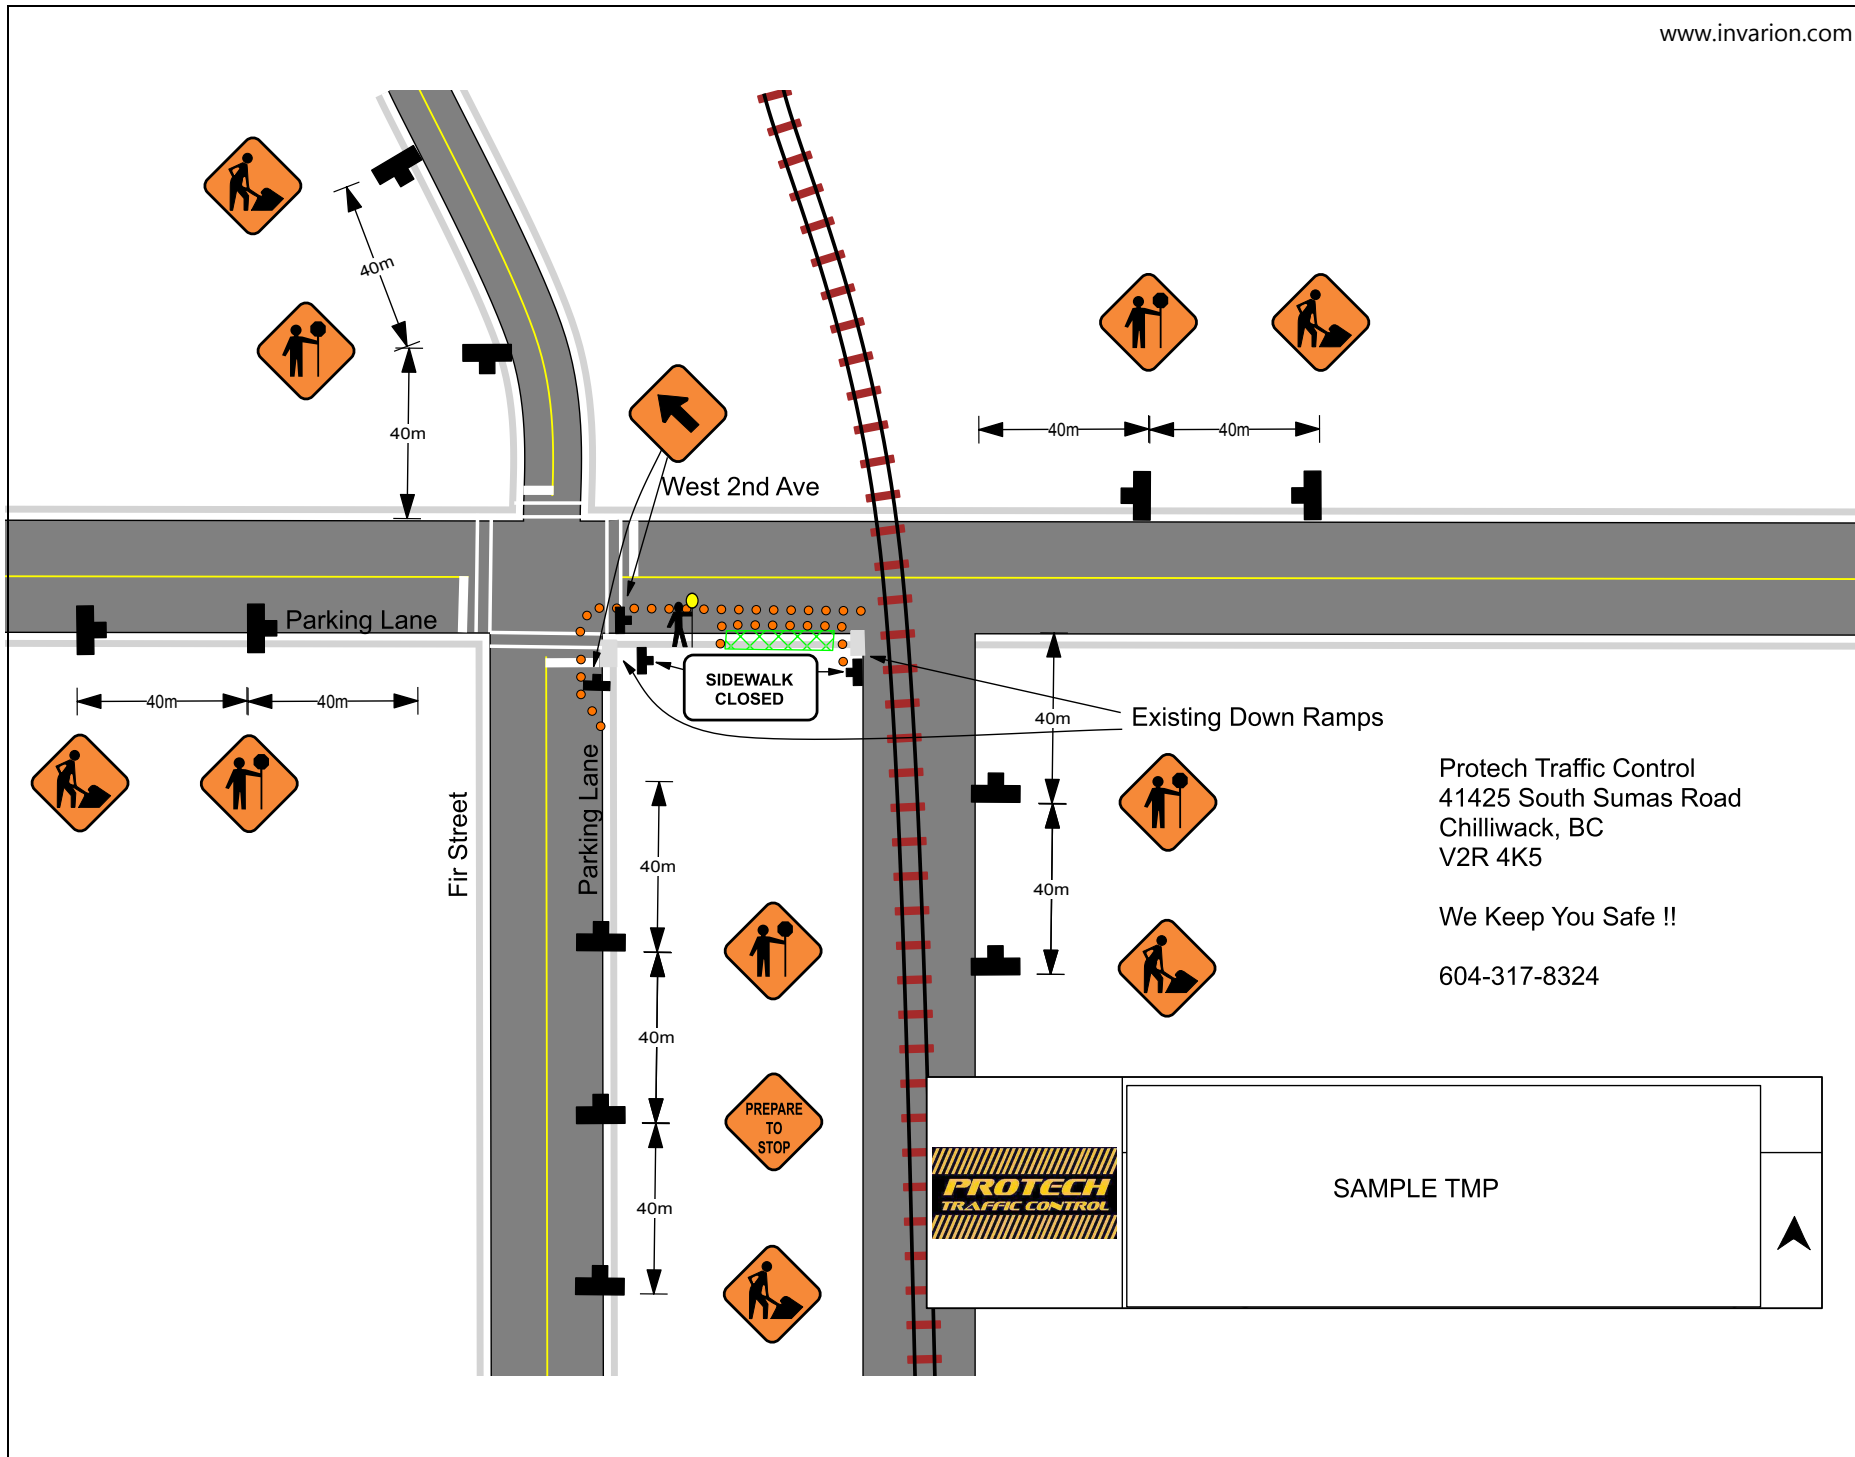 www.invarion.com
40m
40m
40m
40m
West 2nd Ave
Parking Lane
40m
40m
SIDEWALK
CLOSED
40m
Existing Down Ramps
Fir Street
Parking Lane
40m
40m
40m
40m
PREPARE
TO
STOP
Protech Traffic Control
41425 South Sumas Road
Chilliwack, BC
V2R 4K5
We Keep You Safe !!
604-317-8324
PROTECH
TRAFFIC CONTROL
SAMPLE TMP